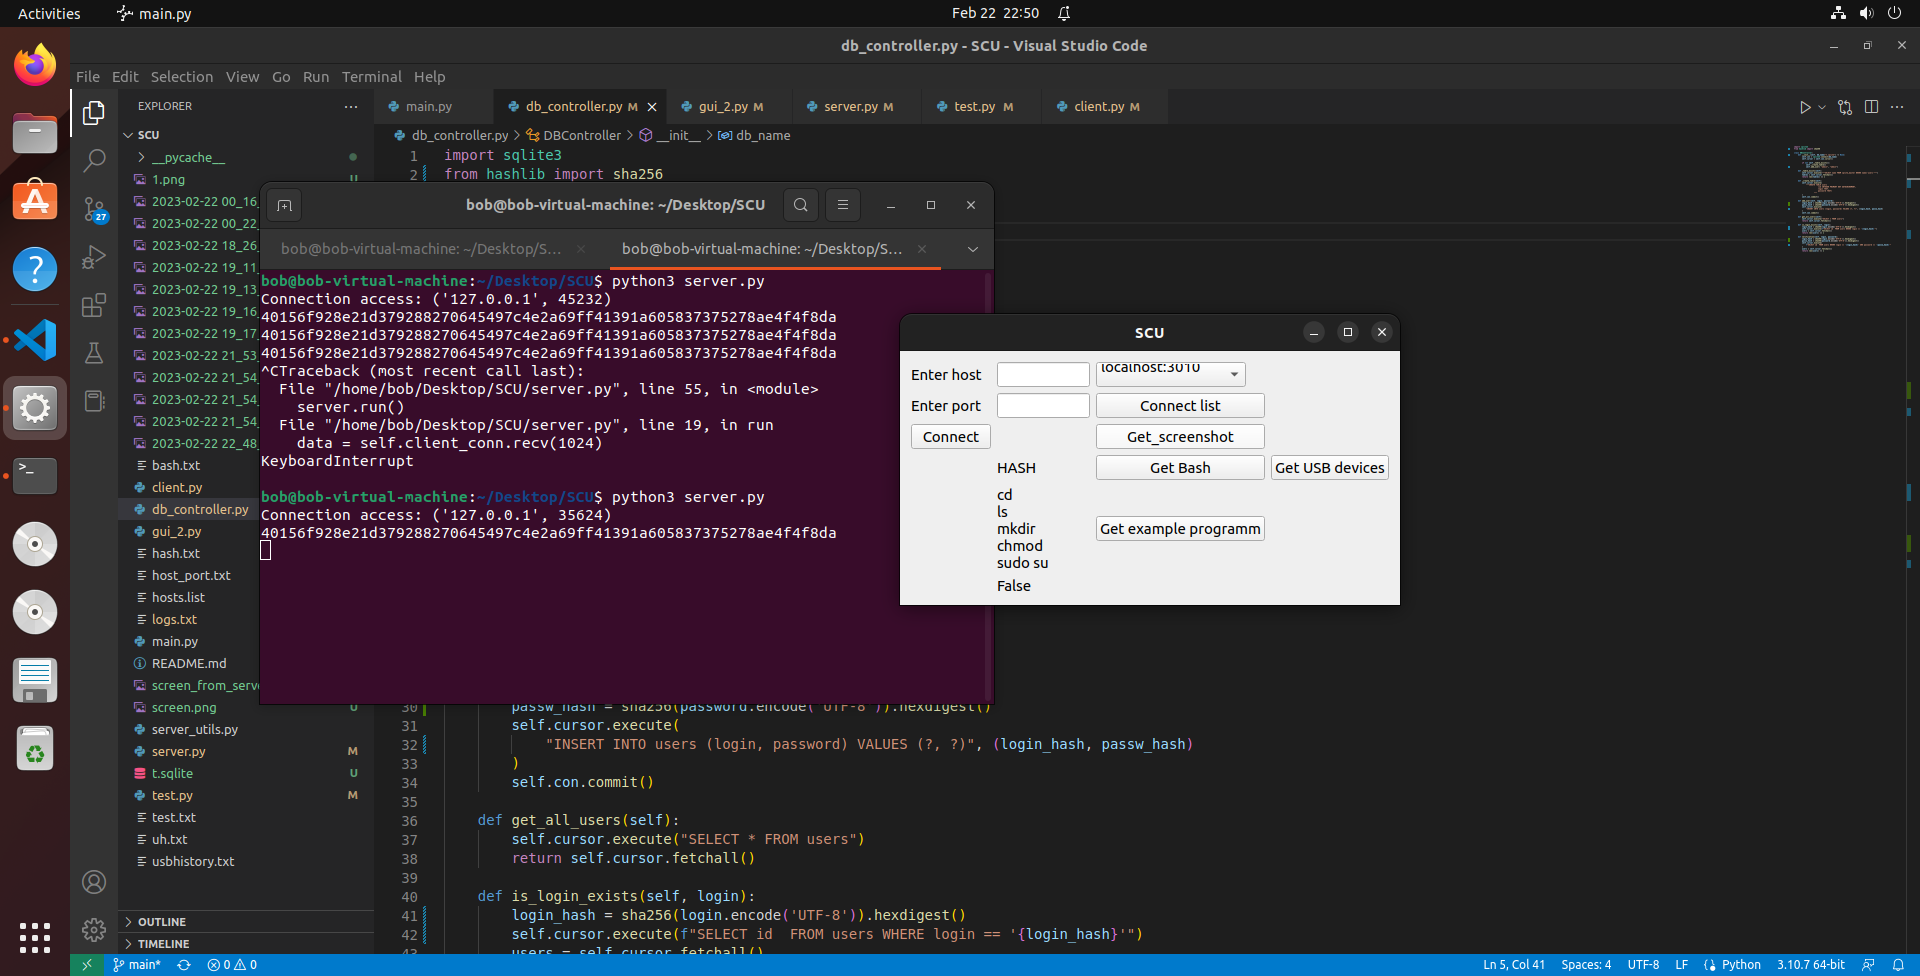 Activities
main.py
Feb 22 22:50
db_controller.py - SCU - Visual Studio Code
File Edit Selection View Go Run Terminal Help
EXPLORER
SCU
__pycache__
1.png
U
2023-02-22 00_16_
2023-02-22 00_22_
27
2023-02-22 18_26_
2023-02-22 19_11_
2023-02-22 19_13_
2023-02-22 19_16_
2023-02-22 19_17_
2023-02-22 21_53_
2023-02-22 21_54_
2023-02-22 21_54_
2023-02-22 21_54_
2023-02-22 22_48_
bash.txt
client.py
db_controller.py
gui_2.py
hash.txt
host_port.txt
hosts.list
logs.txt
main.py
README.md
screen_from_serve
screen.png
U
server_utils.py
server.py M
t.sqlite U
test.py M
test.txt
uh.txt
usbhistory.txt
OUTLINE
TIMELINE
main.py
db_controller.py M
gui_2.py M
server.py M
test.py M
client.py M
db_controller.py > DBController > __init__ > db_name
1 import sqlite3
2 from hashlib import sha256
bob@bob-virtual-machine: ~/Desktop/SCU
bob@bob-virtual-machine: ~/Desktop/S...
bob@bob-virtual-machine: ~/Desktop/S...
bob@bob-virtual-machine:~/Desktop/SCU$ python3 server.py
Connection access: ('127.0.0.1', 45232)
40156f928e21d379288270645497c4e2a69ff41391a605837375278ae4f4f8da
40156f928e21d379288270645497c4e2a69ff41391a605837375278ae4f4f8da
40156f928e21d379288270645497c4e2a69ff41391a605837375278ae4f4f8da
^CTraceback (most recent call last):
File "/home/bob/Desktop/SCU/server.py", line 55, in <module>
server.run()
File "/home/bob/Desktop/SCU/server.py", line 19, in run
data = self.client_conn.recv(1024)
KeyboardInterrupt
bob@bob-virtual-machine:~/Desktop/SCU$ python3 server.py
Connection access: ('127.0.0.1', 35624)
40156f928e21d379288270645497c4e2a69ff41391a605837375278ae4f4f8da
SCU
Enter host
localhost:3010
Enter port
Connect list
Connect
Get_screenshot
HASH
Get Bash
Get USB devices
cd
ls
mkdir
Get example programm
chmod
sudo su
False
30 passw_hash = sha256(password.encode('UTF-8')).hexdigest()
31 self.cursor.execute(
32 "INSERT INTO users (login, password) VALUES (?, ?)", (login_hash, passw_hash)
33 )
34 self.con.commit()
35
36 def get_all_users(self):
37 self.cursor.execute("SELECT * FROM users")
38 return self.cursor.fetchall()
39
40 def is_login_exists(self, login):
41 login_hash = sha256(login.encode('UTF-8')).hexdigest()
42 self.cursor.execute(f"SELECT id  FROM users WHERE login == '{login_hash}'")
43 users = self.cursor.fetchall()
main*
0 0
Ln 5, Col 41
Spaces: 4
UTF-8
LF
Python
3.10.7 64-bit